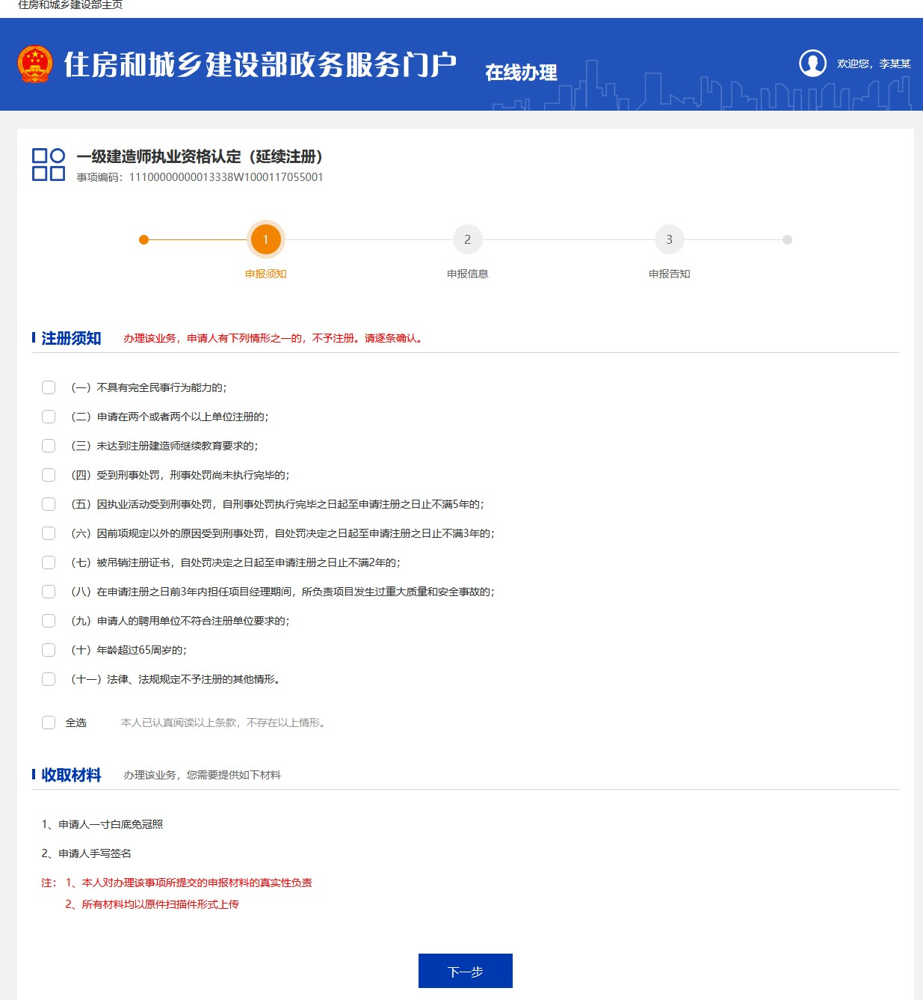 住房和城乡建设部主页
住房和城乡建设部政务服务门户 在线办理
欢迎您，李某某
一级建造师执业资格认定（延续注册）
事项编码：11100000000013338W1000117055001
1 2 3
申报须知 申报信息 申报告知
注册须知 办理该业务，申请人有下列情形之一的，不予注册。请逐条确认。
（一）不具有完全民事行为能力的；
（二）申请在两个或者两个以上单位注册的；
（三）未达到注册建造师继续教育要求的；
（四）受到刑事处罚，刑事处罚尚未执行完毕的；
（五）因执业活动受到刑事处罚，自刑事处罚执行完毕之日起至申请注册之日止不满5年的；
（六）因前项规定以外的原因受到刑事处罚，自处罚决定之日起至申请注册之日止不满3年的；
（七）被吊销注册证书，自处罚决定之日起至申请注册之日止不满2年的；
（八）在申请注册之日前3年内担任项目经理期间，所负责项目发生过重大质量和安全事故的；
（九）申请人的聘用单位不符合注册单位要求的；
（十）年龄超过65周岁的；
（十一）法律、法规规定不予注册的其他情形。
全选 本人已认真阅读以上条款，不存在以上情形。
收取材料 办理该业务，您需要提供如下材料
1、申请人一寸白底免冠照
2、申请人手写签名
注： 1、本人对办理该事项所提交的申报材料的真实性负责
2、所有材料均以原件扫描件形式上传
下一步